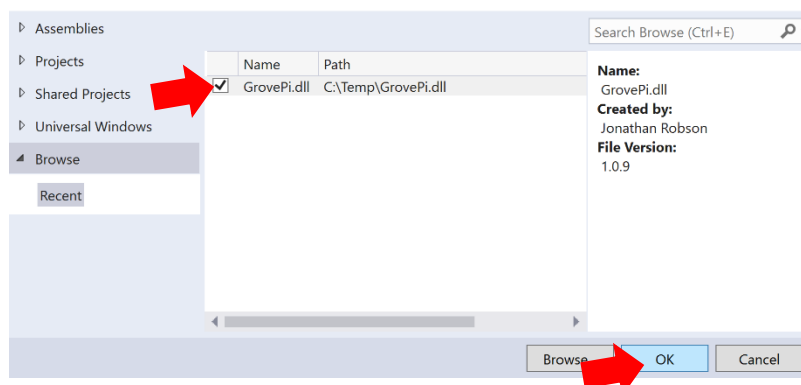 Assemblies
Projects
Shared Projects
Universal Windows
Browse
Recent
Name Path
GrovePi.dll C:\Temp\GrovePi.dll
Search Browse (Ctrl+E)
Name:
GrovePi.dll
Created by:
Jonathan Robson
File Version:
1.0.9
Browse OK Cancel